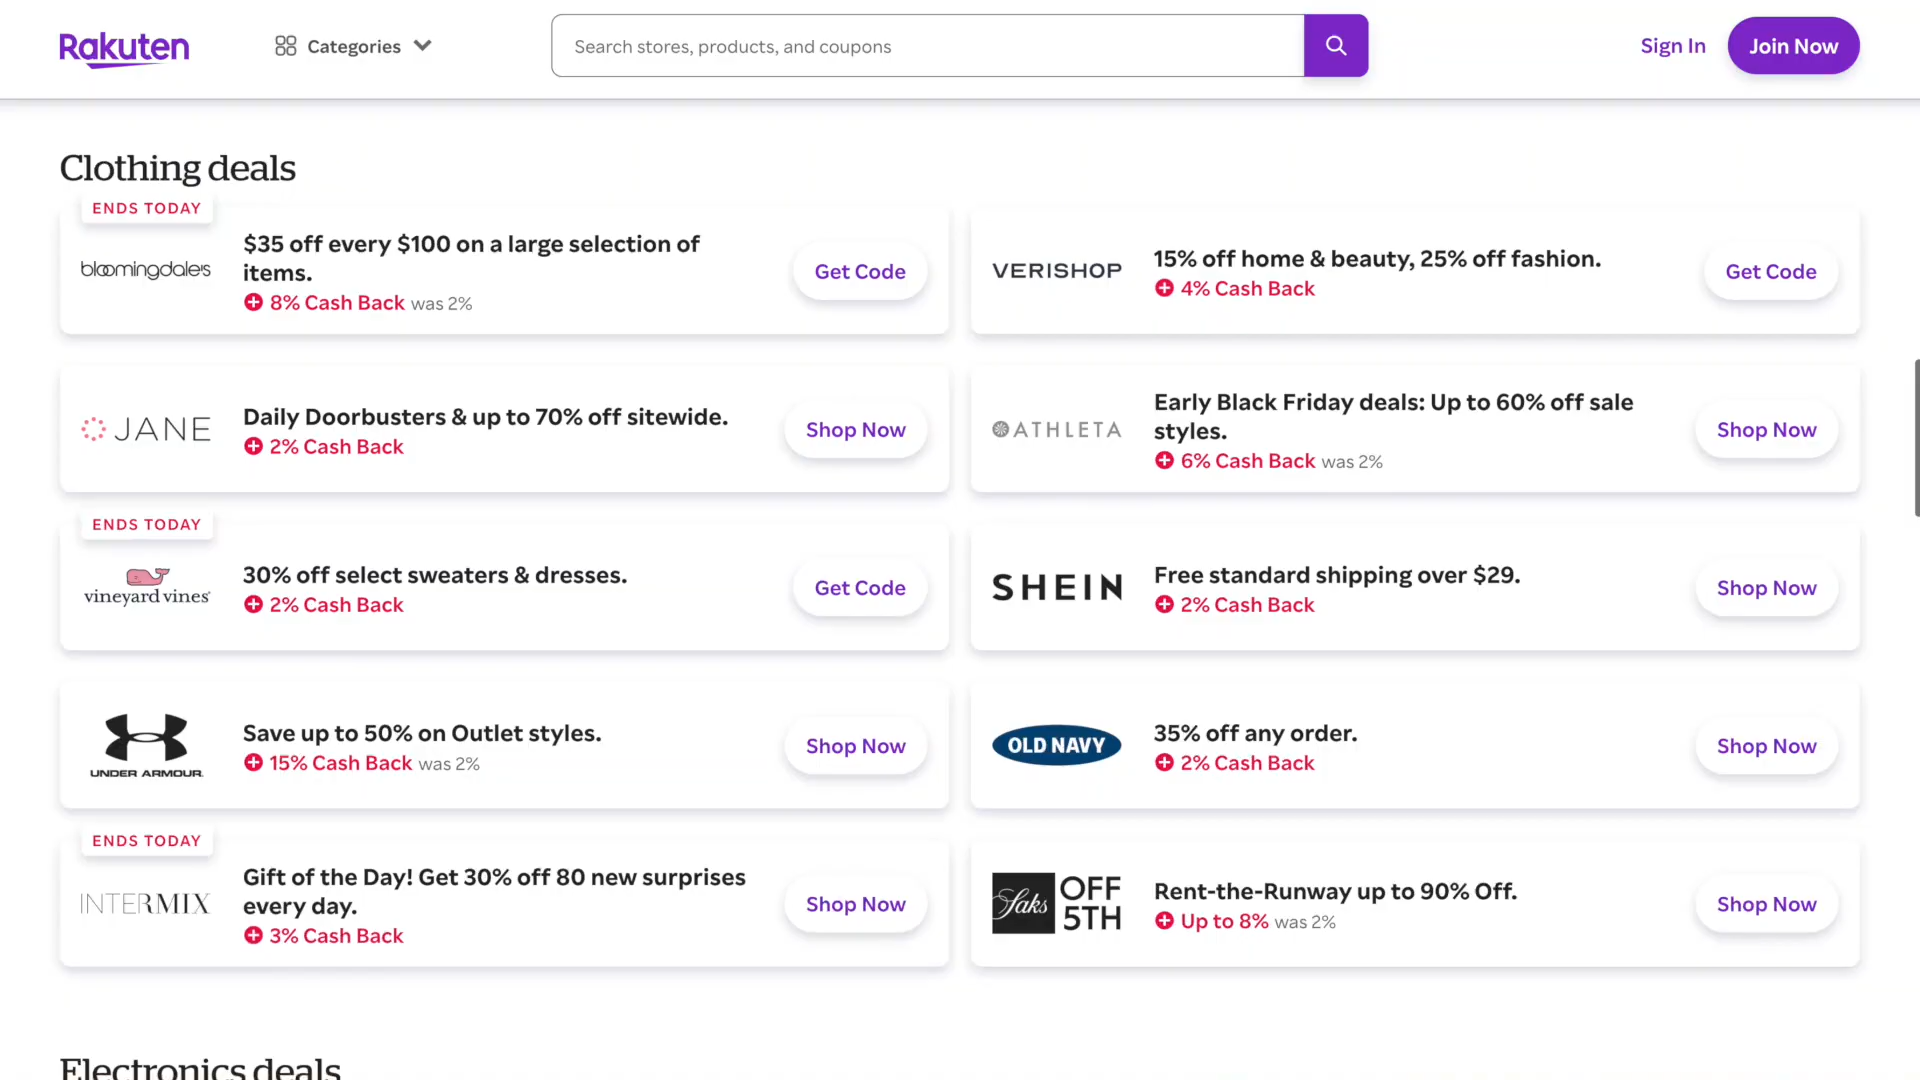 Rakuten
Categories
Search stores, products, and coupons
Sign In
Join Now
Clothing deals
ENDS TODAY
bloomingdale's
$35 off every $100 on a large selection of
items.
8% Cash Back was 2%
Get Code
VERISHOP
15% off home & beauty, 25% off fashion.
4% Cash Back
Get Code
JANE
Daily Doorbusters & up to 70% off sitewide.
2% Cash Back
Shop Now
ATHLETA
Early Black Friday deals: Up to 60% off sale
styles.
6% Cash Back was 2%
Shop Now
ENDS TODAY
vineyard vines
30% off select sweaters & dresses.
2% Cash Back
Get Code
SHEIN
Free standard shipping over $29.
2% Cash Back
Shop Now
UNDER ARMOUR
Save up to 50% on Outlet styles.
15% Cash Back was 2%
Shop Now
OLD NAVY
35% off any order.
2% Cash Back
Shop Now
ENDS TODAY
INTERMIX
Gift of the Day! Get 30% off 80 new surprises
every day.
3% Cash Back
Shop Now
Saks OFF
5TH
Rent-the-Runway up to 90% Off.
Up to 8% was 2%
Shop Now
Electronics deals